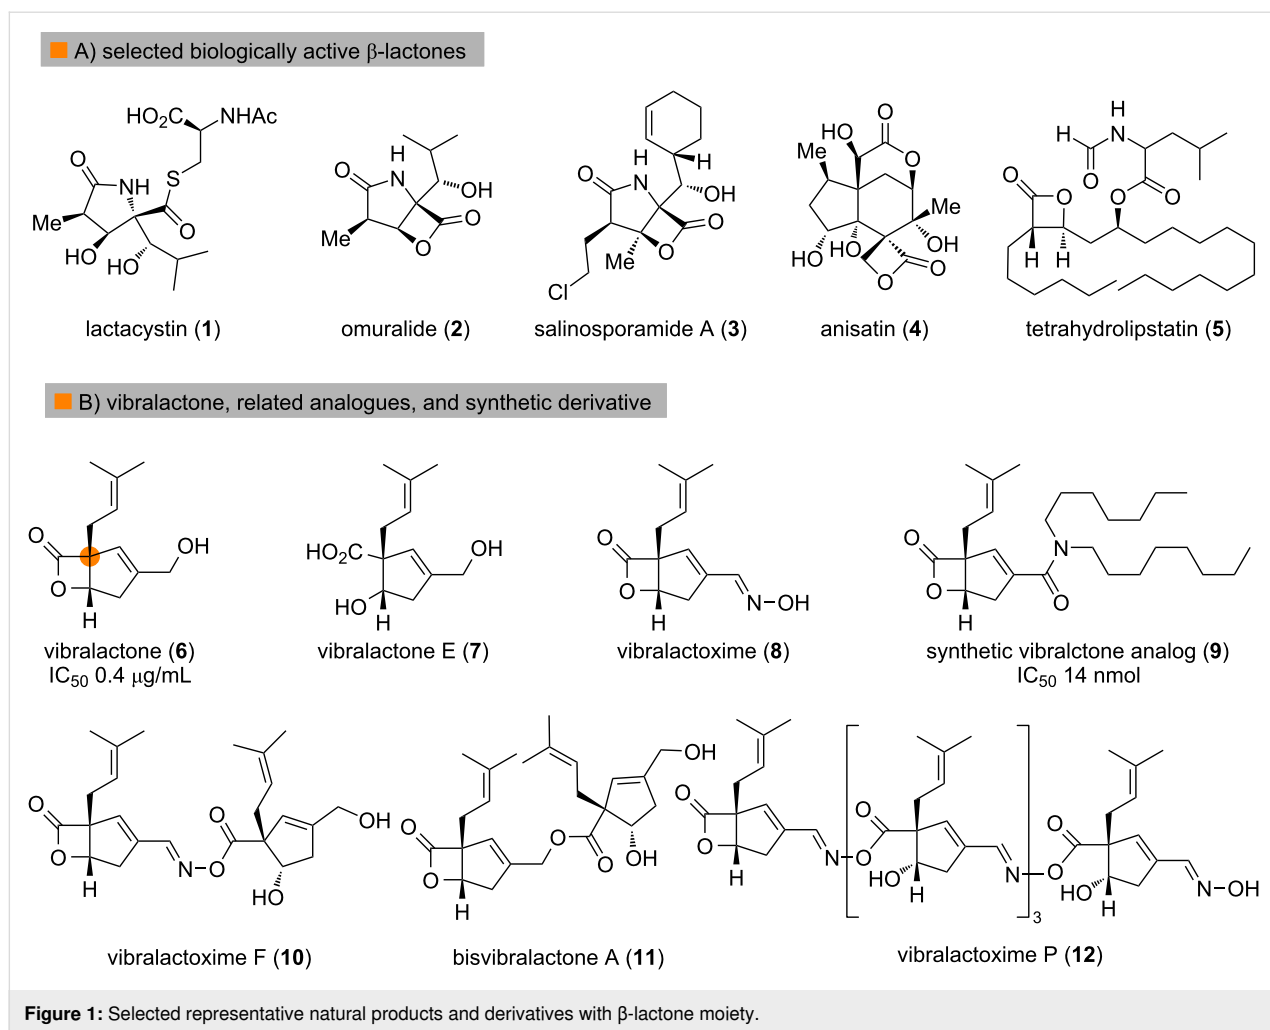 A) selected biologically active β-lactones
HO2C NHAc
S
O NH
Me O
HO HO
lactacystin (1)
H
O N
OH
O
Me O
omuralide (2)
H
H
O N
OH
O
Me O
Cl
salinosporamide A (3)
O
HO
Me O
Me
HO OH
HO
O O
anisatin (4)
H
H N
O
O O
O O
H H
tetrahydrolipstatin (5)
B) vibralactone, related analogues, and synthetic derivative
O OH
O
H
vibralactone (6)
IC50 0.4 μg/mL
HO2C OH
HO
H
vibralactone E (7)
O
O
N-OH
H
vibralactoxime (8)
O N
O
O
H
synthetic vibralctone analog (9)
IC50 14 nmol
O O
OH
O
N-O
H HO
vibralactoxime F (10)
OH
O O
O
O OH
H
bisvibralactone A (11)
O O O
O
N-O N-O
HO HO N-OH
H H H
3
vibralactoxime P (12)
Figure 1: Selected representative natural products and derivatives with β-lactone moiety.